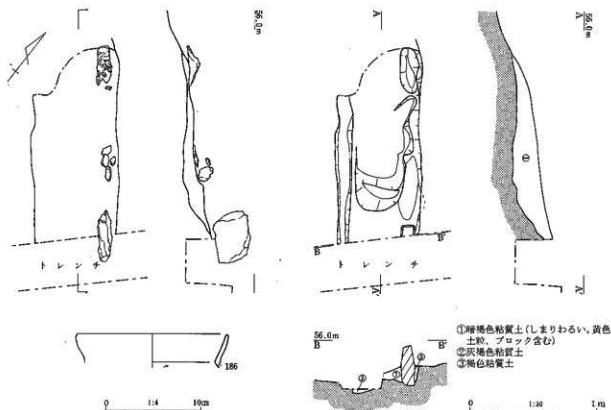 56.0m
A
A
56.0m
①
B
B'
トレンチ
トレンチ
A'
A'
186
0 1:4 10cm
56.0m
B
B'
①暗褐色粘質土(しまりわるい、黄色
土粒、ブロック含む)
②灰褐色粘質土
③褐色粘質土
0 1:30 1m